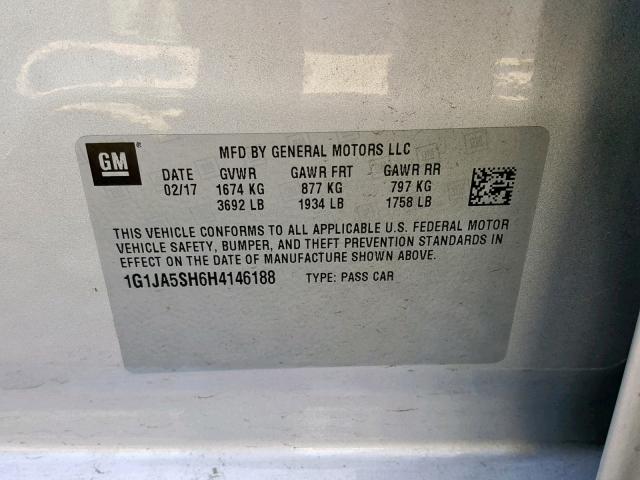 GM ®
MFD BY GENERAL MOTORS LLC
DATE GVWR GAWR FRT GAWR RR
02/17 1674 KG 877 KG 797 KG
3692 LB 1934 LB 1758 LB
THIS VEHICLE CONFORMS TO ALL APPLICABLE U.S. FEDERAL MOTOR
VEHICLE SAFETY, BUMPER, AND THEFT PREVENTION STANDARDS IN
EFFECT ON THE DATE OF MANUFACTURE SHOWN ABOVE.
1G1JA5SH6H4146188 TYPE: PASS CAR